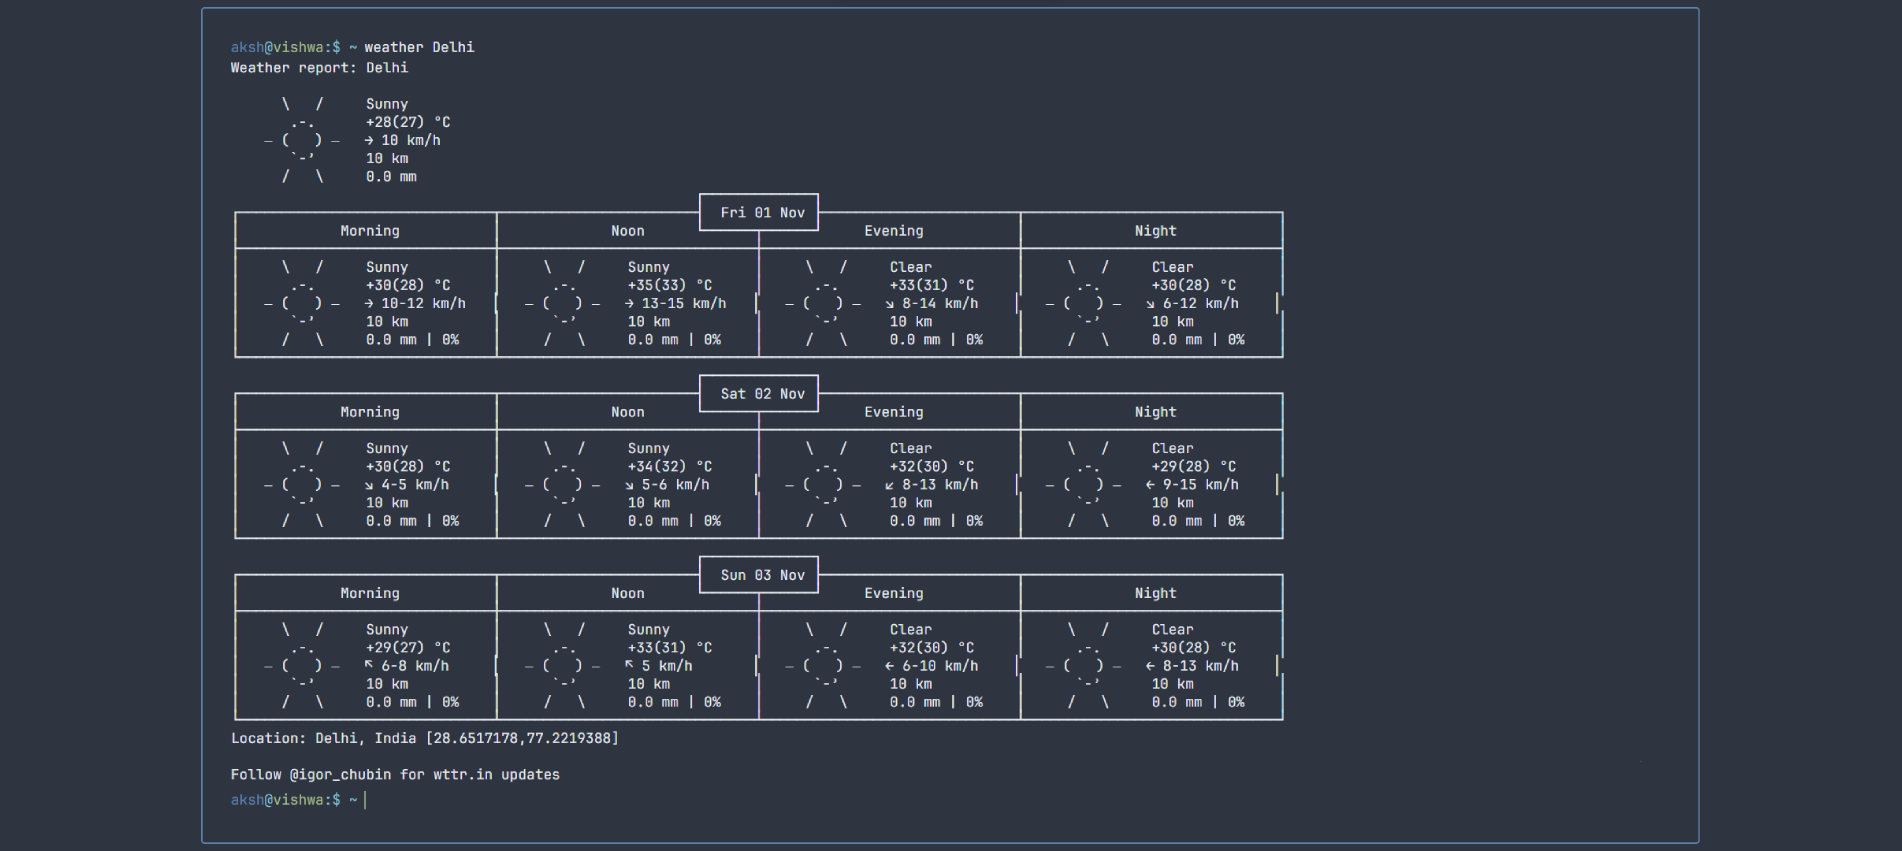 aksh@vishwa:$ ~ weather Delhi
Weather report: Delhi
Sunny
+28(27) °C
→ 10 km/h
10 km
0.0 mm
Fri 01 Nov
Morning Noon Evening Night
Sunny Sunny Clear Clear
+30(28) °C +35(33) °C +33(31) °C +30(28) °C
→ 10-12 km/h → 13-15 km/h ↘ 8-14 km/h ↘ 6-12 km/h
10 km 10 km 10 km 10 km
0.0 mm | 0% 0.0 mm | 0% 0.0 mm | 0% 0.0 mm | 0%
Sat 02 Nov
Morning Noon Evening Night
Sunny Sunny Clear Clear
+30(28) °C +34(32) °C +32(30) °C +29(28) °C
↘ 4-5 km/h ↘ 5-6 km/h ↙ 8-13 km/h ← 9-15 km/h
10 km 10 km 10 km 10 km
0.0 mm | 0% 0.0 mm | 0% 0.0 mm | 0% 0.0 mm | 0%
Sun 03 Nov
Morning Noon Evening Night
Sunny Sunny Clear Clear
+29(27) °C +33(31) °C +32(30) °C +30(28) °C
↖ 6-8 km/h ↖ 5 km/h ← 6-10 km/h ← 8-13 km/h
10 km 10 km 10 km 10 km
0.0 mm | 0% 0.0 mm | 0% 0.0 mm | 0% 0.0 mm | 0%
Location: Delhi, India [28.6517178,77.2219388]
Follow @igor_chubin for wttr.in updates
aksh@vishwa:$ ~